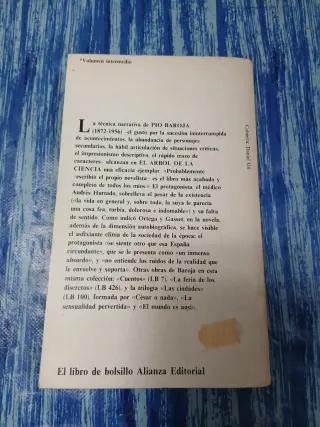 *Volumen intermedio
Cubierta: Daniel Gil
La técnica narrativa de PIO BAROJA
(1872-1956) -el gusto por la sucesión ininterrumpida
de acontecimientos, la abundancia de personajes
secundarios, la hábil articulación de situaciones críticas,
el impresionismo descriptivo, el rápido trazo de
caracteres- alcanzan en EL ARBOL DE LA
CIENCIA una eficacia ejemplar. «Probablemente
-escribió el propio novelista- es el libro más acabado y
completo de todos los míos.» El protagonista, el médico
Andrés Hurtado, sobrelleva el pesar de la existencia
(«la vida en general y, sobre todo, la suya le parecía
una cosa fea, turbia, dolorosa e indomable») y su falta
de sentido. Como indicó Ortega y Gasset, en la novela,
además de la dimensión autobiográfica, se hace visible
el asfixiante clima de la sociedad de la época: el
protagonista «se siente otro que esa España
circundante», que se le presenta como «un inmenso
absurdo», y «no entiende los ruidos de la realidad que
le envuelve y soporta». Otras obras de Baroja en esta
misma colección: «Cuentos» (LB 7), «La feria de los
discretos» (LB 426), y la trilogía «Las ciudades»
(LB 100), formada por «César o nada», «La
sensualidad pervertida» y «El mundo es ansí».
El libro de bolsillo Alianza Editorial